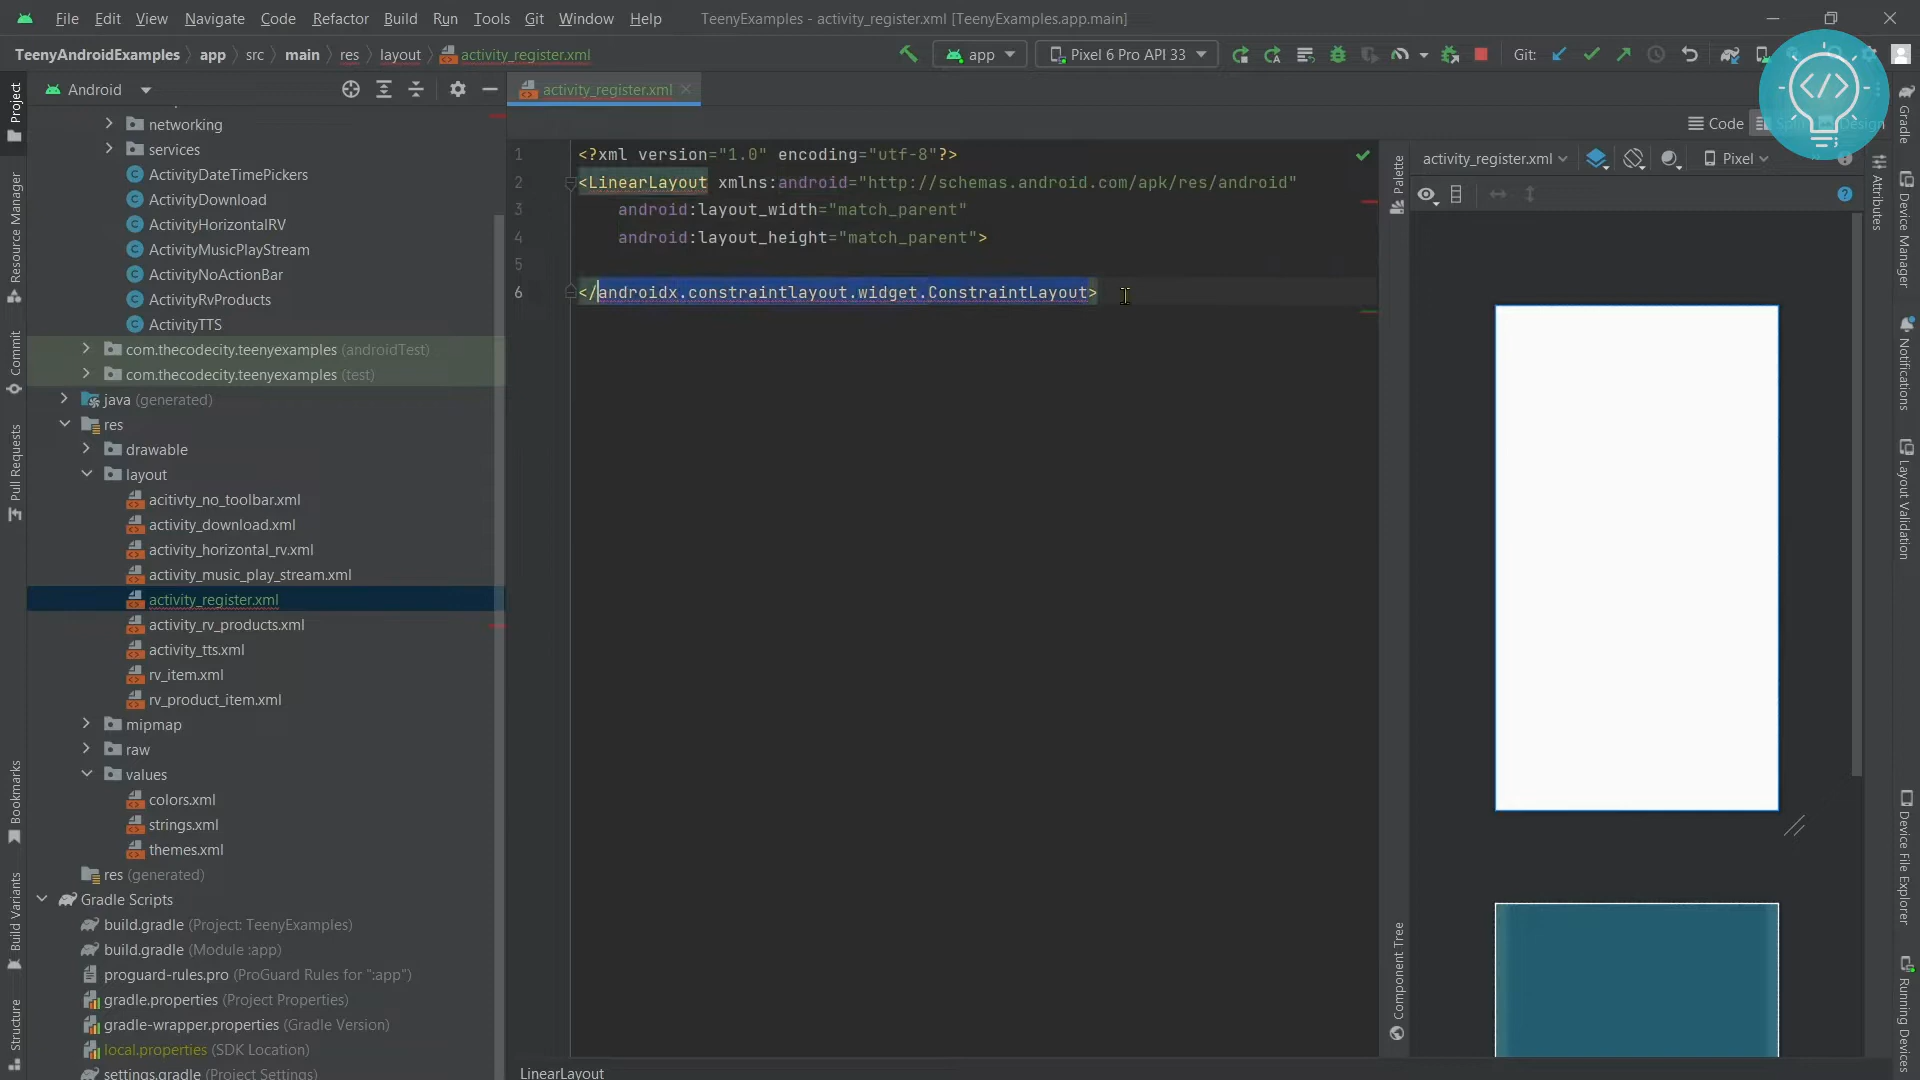 File Edit View Navigate Code Refactor Build Run Tools Git Window Help TeenyExamples - activity_register.xml [TeenyExamples.app.main]
TeenyAndroidExamples app src main res layout activity_register.xml app Pixel 6 Pro API 33 Git:
Android activity_register.xml
Code Design
activity_register.xml Pixel
networking
services
ActivityDateTimePickers
ActivityDownload
ActivityHorizontalRV
ActivityMusicPlayStream
ActivityNoActionBar
ActivityRvProducts
ActivityTTS
com.thecodecity.teenyexamples (androidTest)
com.thecodecity.teenyexamples (test)
java (generated)
res
drawable
layout
acitivty_no_toolbar.xml
activity_download.xml
activity_horizontal_rv.xml
activity_music_play_stream.xml
activity_register.xml
activity_rv_products.xml
activity_tts.xml
rv_item.xml
rv_product_item.xml
mipmap
raw
values
colors.xml
strings.xml
themes.xml
res (generated)
Gradle Scripts
build.gradle (Project: TeenyExamples)
build.gradle (Module :app)
proguard-rules.pro (ProGuard Rules for ":app")
gradle.properties (Project Properties)
gradle-wrapper.properties (Gradle Version)
local.properties (SDK Location)
settings.gradle (Project Settings)
1 <?xml version="1.0" encoding="utf-8"?>
2 <LinearLayout xmlns:android="http://schemas.android.com/apk/res/android"
3 android:layout_width="match_parent"
4 android:layout_height="match_parent">
5
6 </androidx.constraintlayout.widget.ConstraintLayout>
LinearLayout
Project
Resource Manager
Commit
Pull Requests
Bookmarks
Build Variants
Structure
Palette
Component Tree
Attributes
Gradle
Device Manager
Notifications
Layout Validation
Device File Explorer
Running Devices